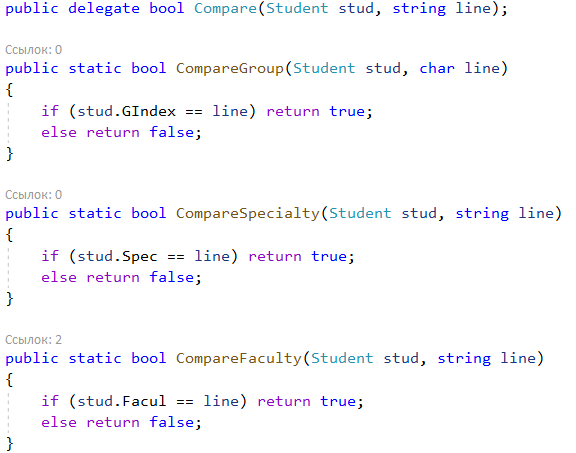 public delegate bool Compare(Student stud, string line);
Ссылок: 0
public static bool CompareGroup(Student stud, char line)
{
    if (stud.GIndex == line) return true;
    else return false;
}
Ссылок: 0
public static bool CompareSpecialty(Student stud, string line)
{
    if (stud.Spec == line) return true;
    else return false;
}
Ссылок: 2
public static bool CompareFaculty(Student stud, string line)
{
    if (stud.Facul == line) return true;
    else return false;
}